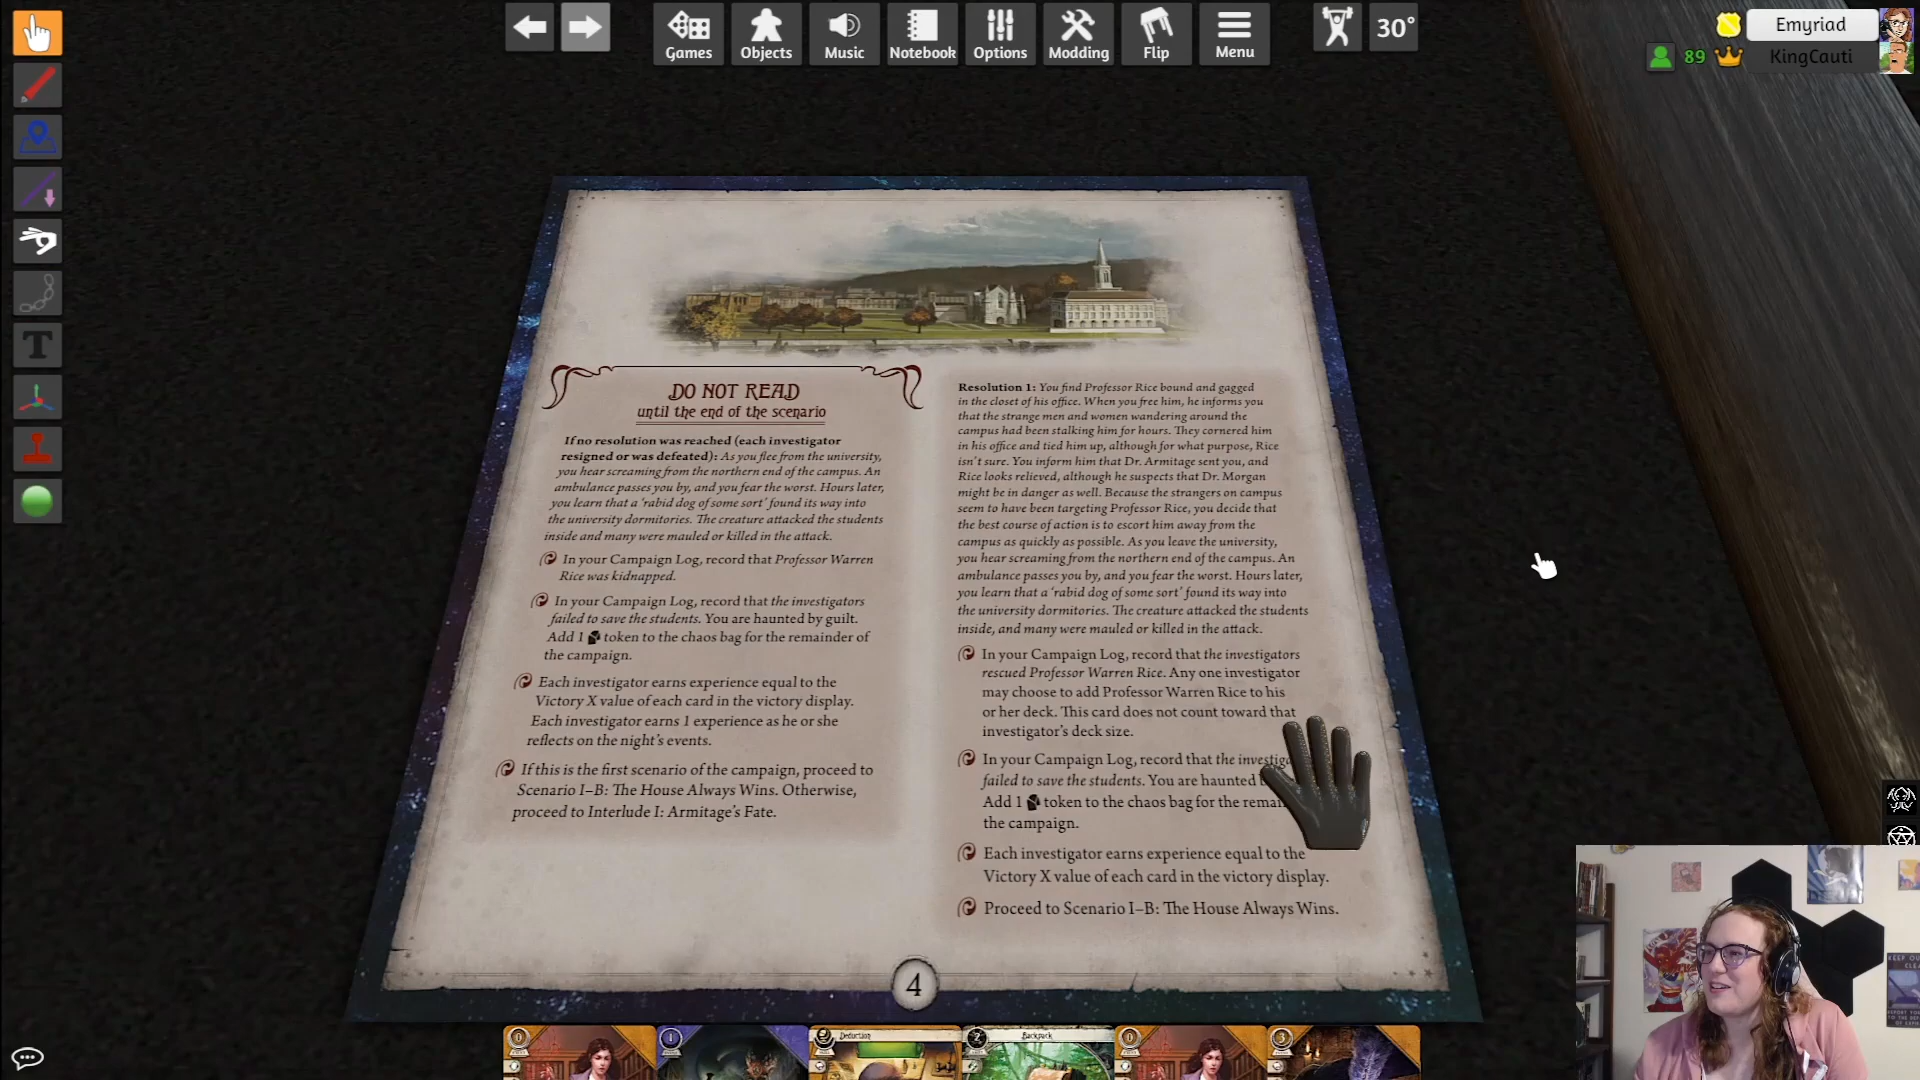 Games
Objects
Music
Notebook
Options
Modding
Flip
Menu
30°
Emyriad
89
KingCauti
DO NOT READ
until the end of the scenario
If no resolution was reached (each investigator
resigned or was defeated): As you flee from the university,
you hear screaming from the northern end of the campus. An
ambulance passes you by, and you fear the worst. Hours later,
you learn that a 'rabid dog of some sort' found its way into
the university dormitories. The creature attacked the students
inside and many were mauled or killed in the attack.
In your Campaign Log, record that Professor Warren
Rice was kidnapped.
In your Campaign Log, record that the investigators
failed to save the students. You are haunted by guilt.
Add 1 token to the chaos bag for the remainder of
the campaign.
Each investigator earns experience equal to the
Victory X value of each card in the victory display.
Each investigator earns 1 experience as he or she
reflects on the night's events.
If this is the first scenario of the campaign, proceed to
Scenario I–B: The House Always Wins. Otherwise,
proceed to Interlude I: Armitage's Fate.
Resolution 1: You find Professor Rice bound and gagged
in the closet of his office. When you free him, he informs you
that the strange men and women wandering around the
campus had been stalking him for hours. They cornered him
in his office and tied him up, although for what purpose, Rice
isn't sure. You inform him that Dr. Armitage sent you, and
Rice looks relieved, although he suspects that Dr. Morgan
might be in danger as well. Because the strangers on campus
seem to have been targeting Professor Rice, you decide that
the best course of action is to escort him away from the
campus as quickly as possible. As you leave the university,
you hear screaming from the northern end of the campus. An
ambulance passes you by, and you fear the worst. Hours later,
you learn that a 'rabid dog of some sort' found its way into
the university dormitories. The creature attacked the students
inside, and many were mauled or killed in the attack.
In your Campaign Log, record that the investigators
rescued Professor Warren Rice. Any one investigator
may choose to add Professor Warren Rice to his
or her deck. This card does not count toward that
investigator's deck size.
In your Campaign Log, record that the investig
failed to save the students. You are haunted
Add 1 token to the chaos bag for the remain
the campaign.
Each investigator earns experience equal to the
Victory X value of each card in the victory display.
Proceed to Scenario I–B: The House Always Wins.
4
0
1
Deduction
2
Backpack
0
3